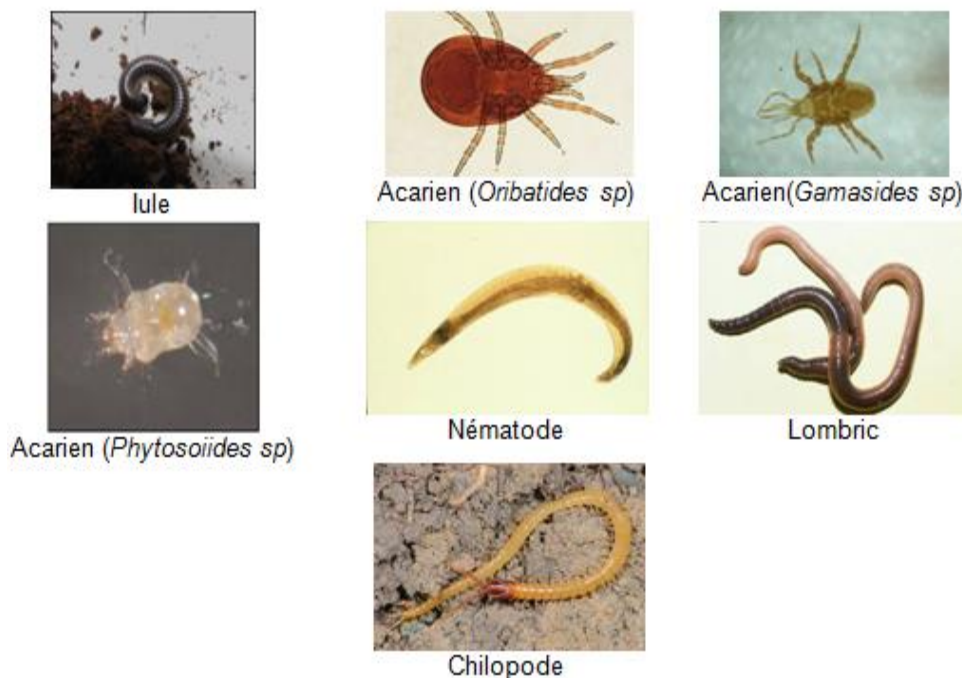 Iule
Acarien (Oribatides sp)
Acarien(Gamasides sp)
Acarien (Phytosoiides sp)
Nématode
Lombric
Chilopode